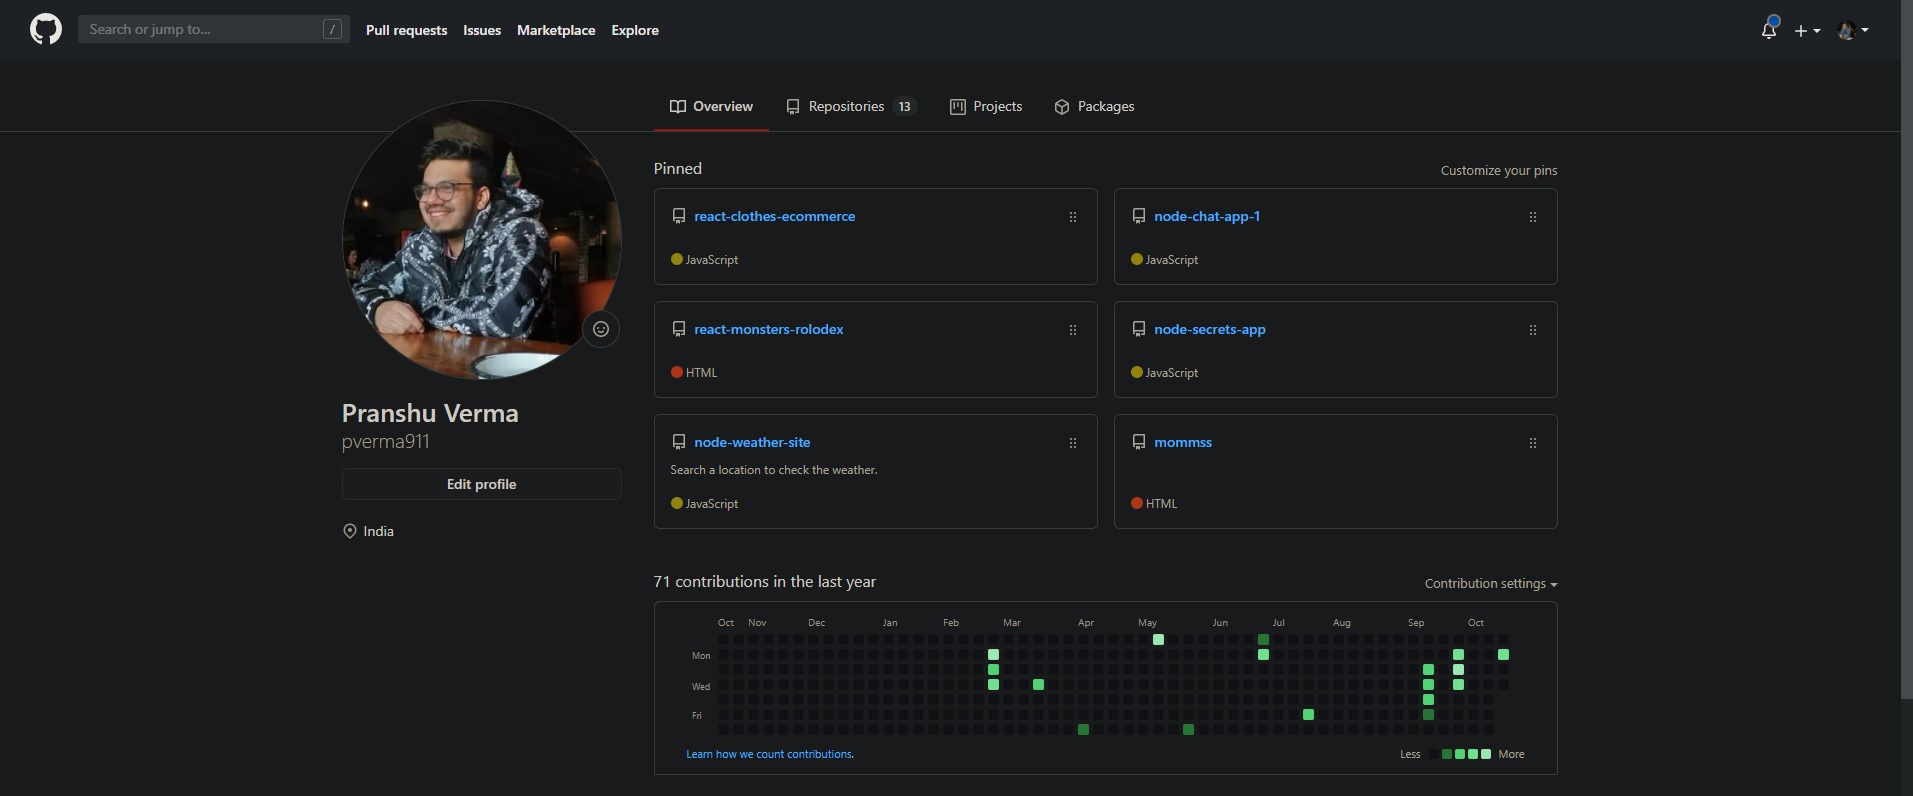 Search or jump to... /
Pull requests
Issues
Marketplace
Explore
Overview
Repositories 13
Projects
Packages
Pranshu Verma
pverma911
Edit profile
India
Pinned
Customize your pins
react-clothes-ecommerce
JavaScript
node-chat-app-1
JavaScript
react-monsters-rolodex
HTML
node-secrets-app
JavaScript
node-weather-site
Search a location to check the weather.
JavaScript
mommss
HTML
71 contributions in the last year
Contribution settings
Oct Nov Dec Jan Feb Mar Apr May Jun Jul Aug Sep Oct
Mon
Wed
Fri
Learn how we count contributions.
Less More